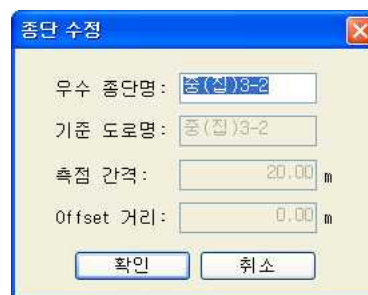 종단 수정
우수 종단명: 중(집)3-2
기준 도로명: 중(집)3-2
측점 간격: 20.00 m
Offset 거리: 0.00 m
확인 취소